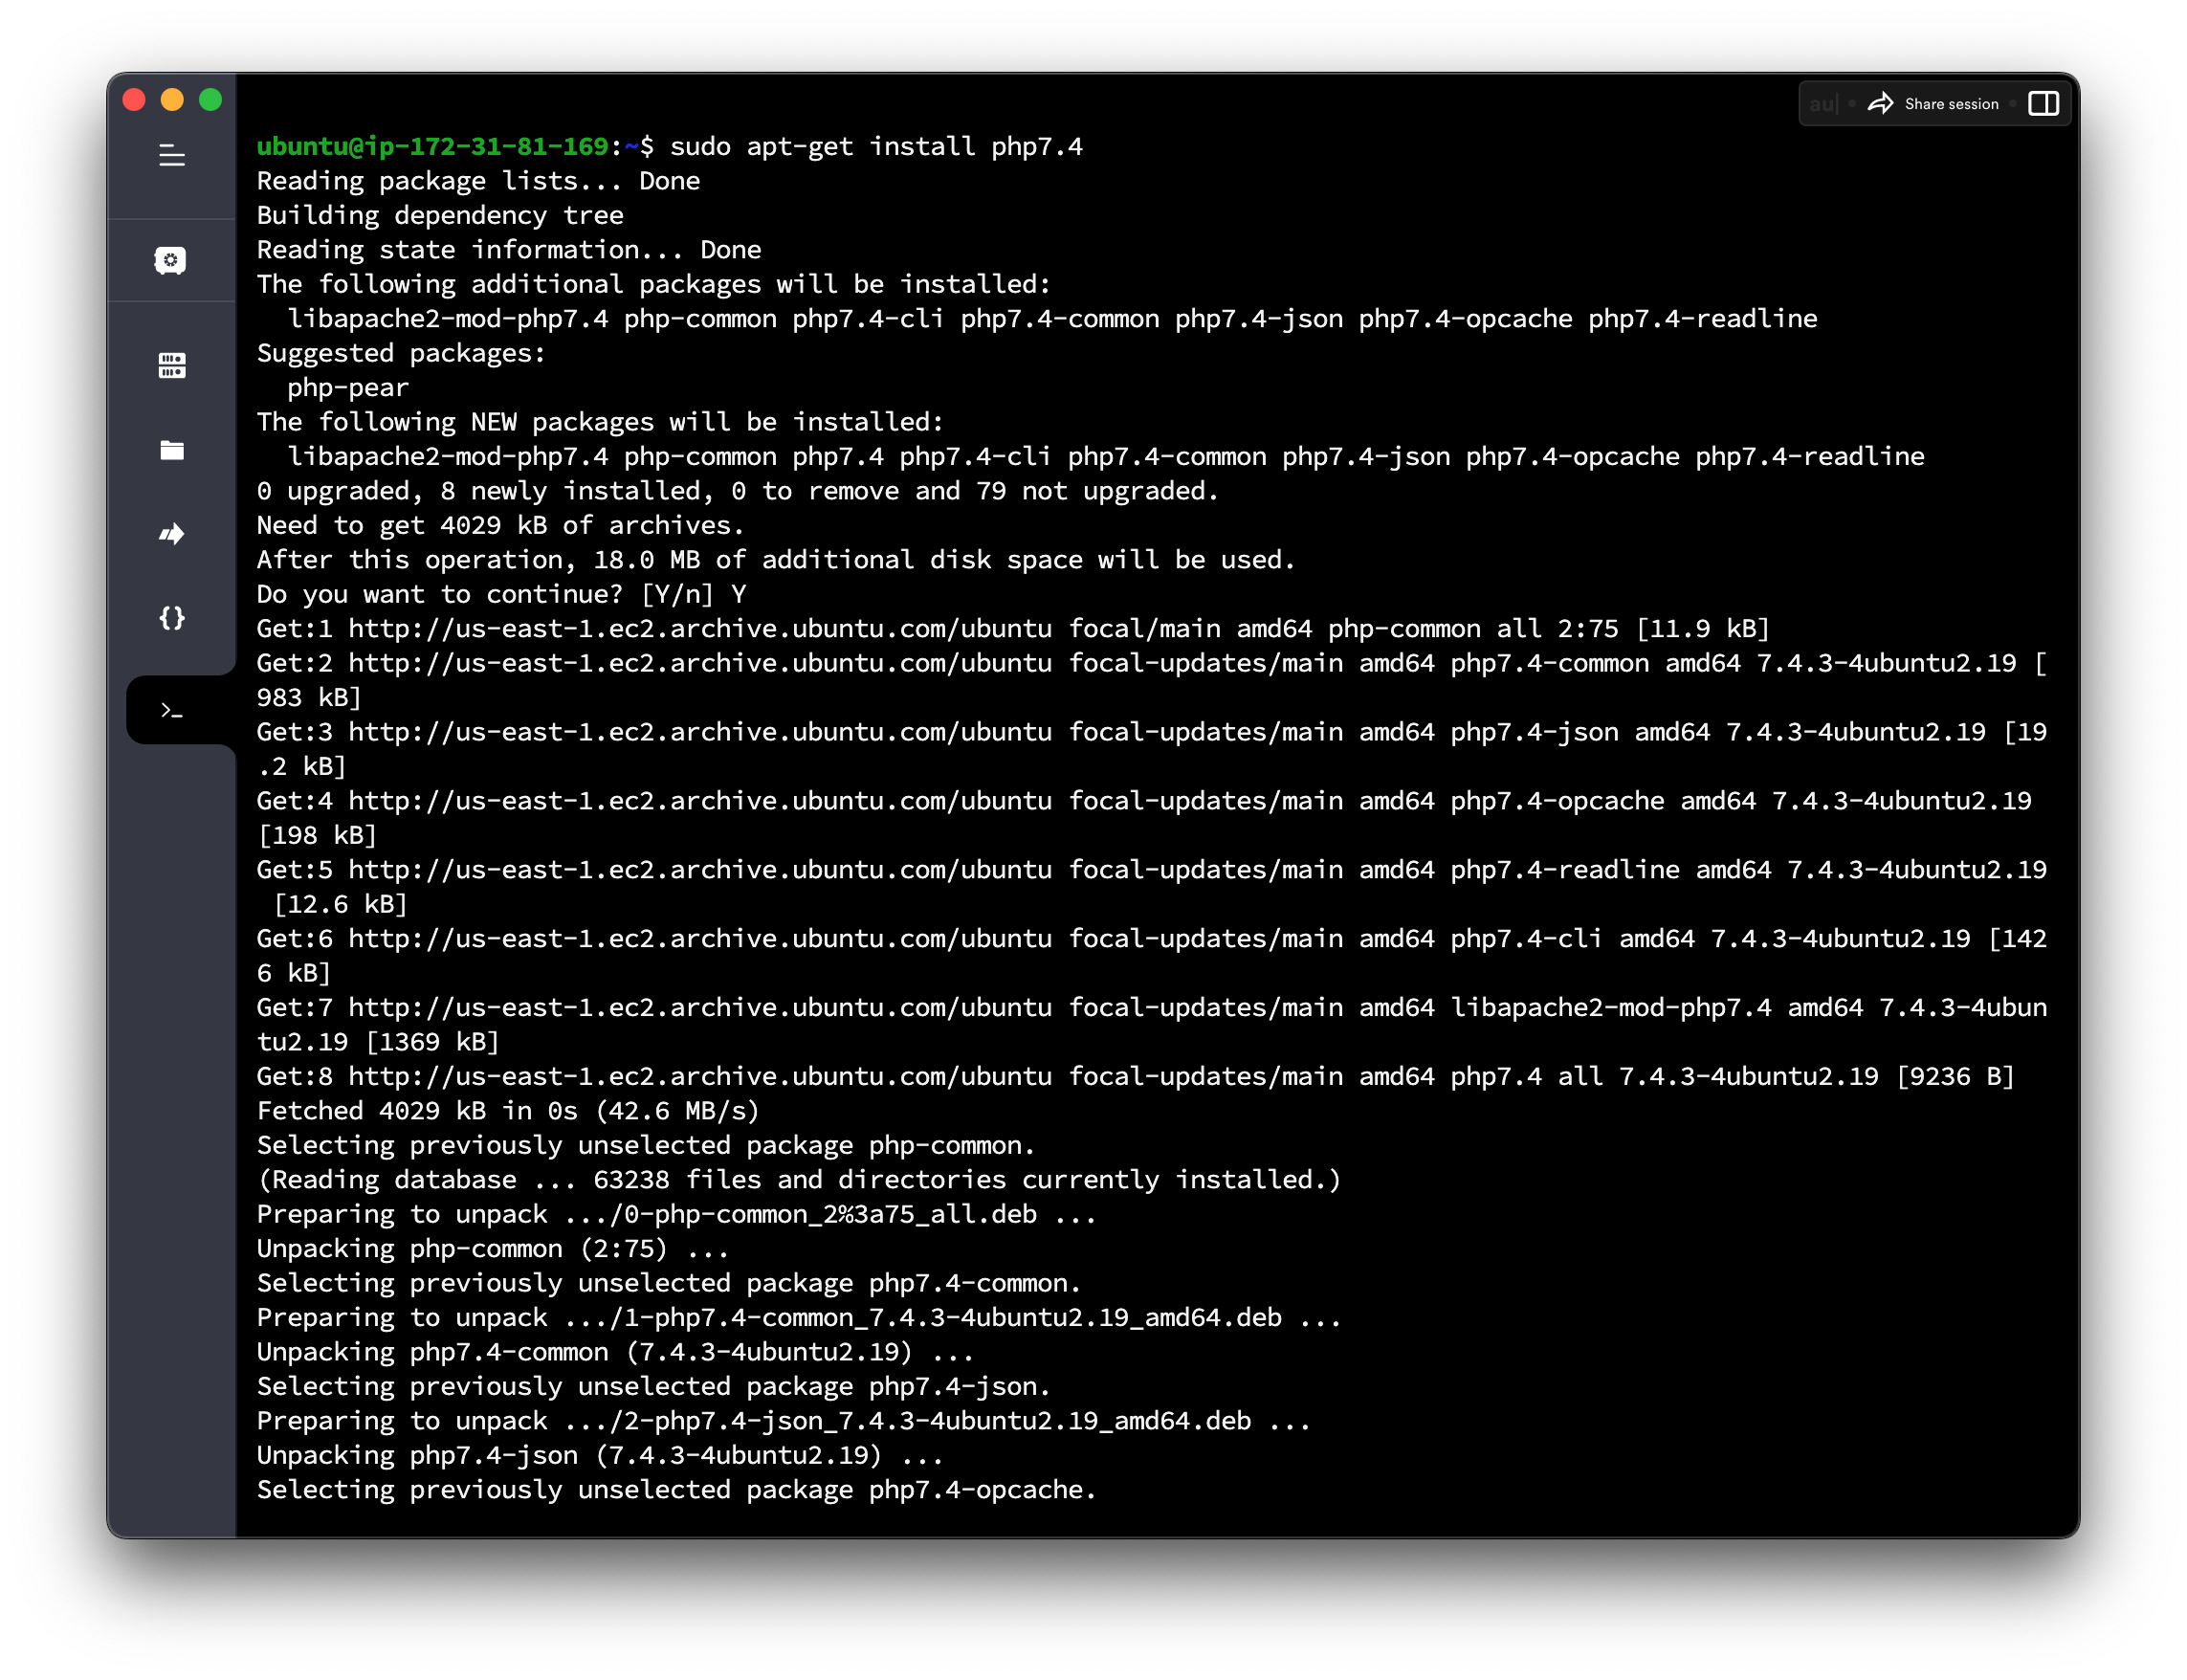 au| • Share session •
ubuntu@ip-172-31-81-169:~$ sudo apt-get install php7.4
Reading package lists... Done
Building dependency tree
Reading state information... Done
The following additional packages will be installed:
  libapache2-mod-php7.4 php-common php7.4-cli php7.4-common php7.4-json php7.4-opcache php7.4-readline
Suggested packages:
  php-pear
The following NEW packages will be installed:
  libapache2-mod-php7.4 php-common php7.4 php7.4-cli php7.4-common php7.4-json php7.4-opcache php7.4-readline
0 upgraded, 8 newly installed, 0 to remove and 79 not upgraded.
Need to get 4029 kB of archives.
After this operation, 18.0 MB of additional disk space will be used.
Do you want to continue? [Y/n] Y
Get:1 http://us-east-1.ec2.archive.ubuntu.com/ubuntu focal/main amd64 php-common all 2:75 [11.9 kB]
Get:2 http://us-east-1.ec2.archive.ubuntu.com/ubuntu focal-updates/main amd64 php7.4-common amd64 7.4.3-4ubuntu2.19 [
983 kB]
Get:3 http://us-east-1.ec2.archive.ubuntu.com/ubuntu focal-updates/main amd64 php7.4-json amd64 7.4.3-4ubuntu2.19 [19
.2 kB]
Get:4 http://us-east-1.ec2.archive.ubuntu.com/ubuntu focal-updates/main amd64 php7.4-opcache amd64 7.4.3-4ubuntu2.19
[198 kB]
Get:5 http://us-east-1.ec2.archive.ubuntu.com/ubuntu focal-updates/main amd64 php7.4-readline amd64 7.4.3-4ubuntu2.19
 [12.6 kB]
Get:6 http://us-east-1.ec2.archive.ubuntu.com/ubuntu focal-updates/main amd64 php7.4-cli amd64 7.4.3-4ubuntu2.19 [142
6 kB]
Get:7 http://us-east-1.ec2.archive.ubuntu.com/ubuntu focal-updates/main amd64 libapache2-mod-php7.4 amd64 7.4.3-4ubun
tu2.19 [1369 kB]
Get:8 http://us-east-1.ec2.archive.ubuntu.com/ubuntu focal-updates/main amd64 php7.4 all 7.4.3-4ubuntu2.19 [9236 B]
Fetched 4029 kB in 0s (42.6 MB/s)
Selecting previously unselected package php-common.
(Reading database ... 63238 files and directories currently installed.)
Preparing to unpack .../0-php-common_2%3a75_all.deb ...
Unpacking php-common (2:75) ...
Selecting previously unselected package php7.4-common.
Preparing to unpack .../1-php7.4-common_7.4.3-4ubuntu2.19_amd64.deb ...
Unpacking php7.4-common (7.4.3-4ubuntu2.19) ...
Selecting previously unselected package php7.4-json.
Preparing to unpack .../2-php7.4-json_7.4.3-4ubuntu2.19_amd64.deb ...
Unpacking php7.4-json (7.4.3-4ubuntu2.19) ...
Selecting previously unselected package php7.4-opcache.